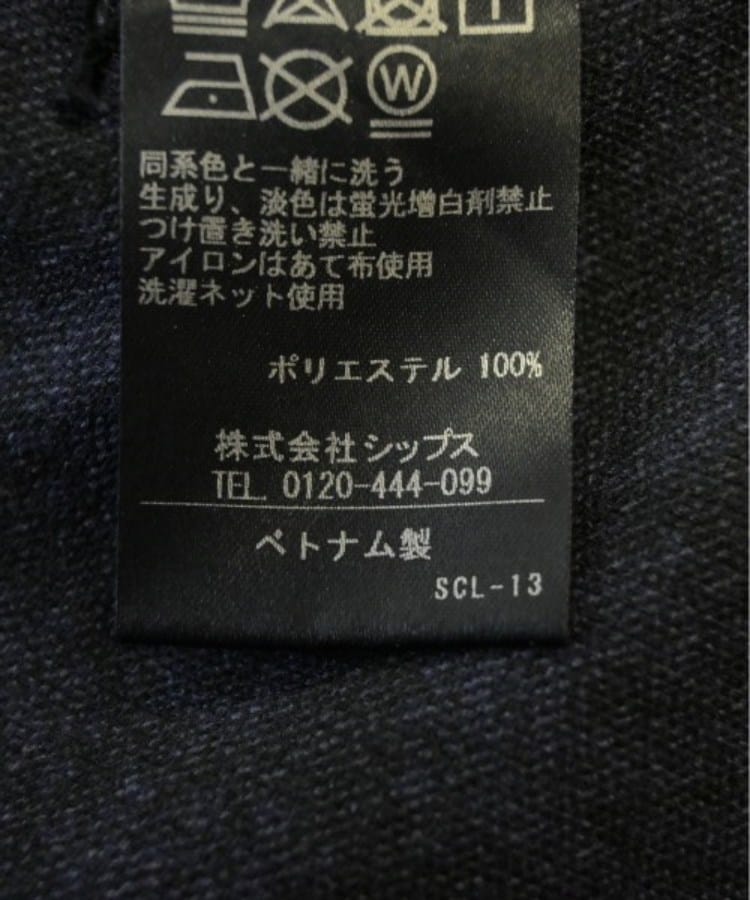 W
同系色と一緒に洗う
生成り、淡色は蛍光増白剤禁止
つけ置き洗い禁止
アイロンはあて布使用
洗濯ネット使用
ポリエステル 100%
株式会社シップス
TEL. 0120-444-099
ベトナム製
SCL-13